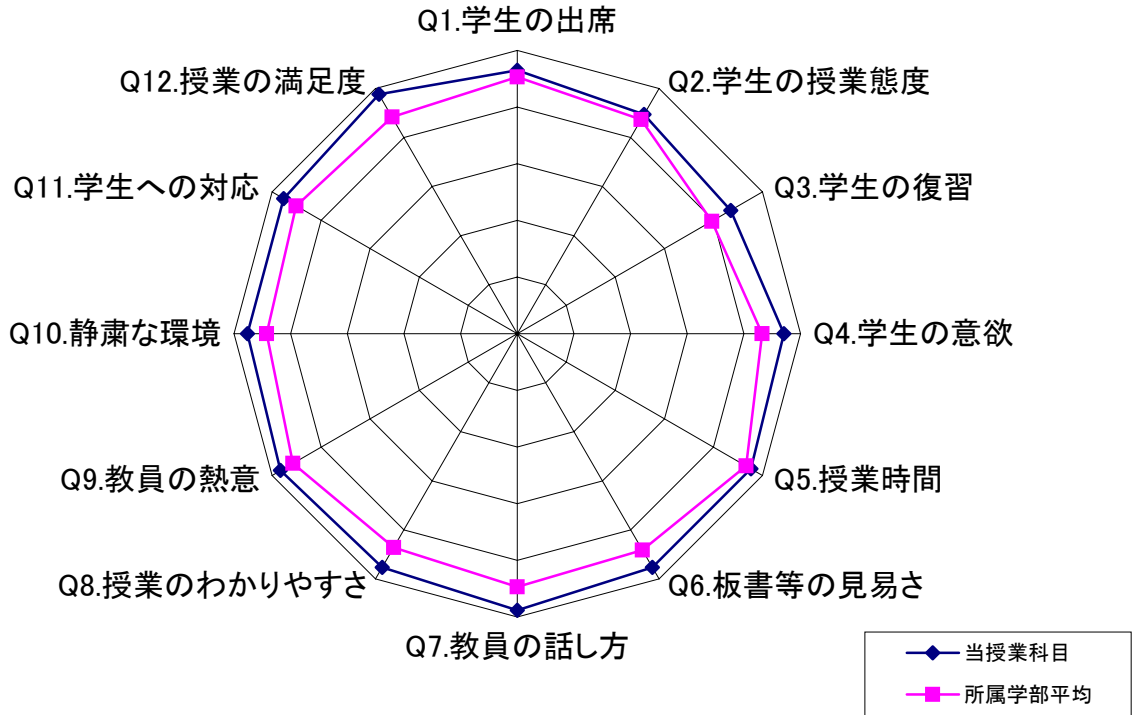 Q1.学生の出席
Q2.学生の授業態度
Q3.学生の復習
Q4.学生の意欲
Q5.授業時間
Q6.板書等の見易さ
Q7.教員の話し方
Q8.授業のわかりやすさ
Q9.教員の熱意
Q10.静粛な環境
Q11.学生への対応
Q12.授業の満足度
当授業科目
所属学部平均